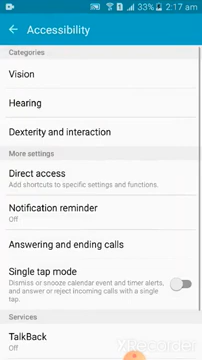 33% 2:17 am
Accessibility
Categories
Vision
Hearing
Dexterity and interaction
More settings
Direct access
Add shortcuts to specific settings and functions.
Notification reminder
Off
Answering and ending calls
Single tap mode
Dismiss or snooze calendar event and timer alerts,
and answer or reject incoming calls with a single
tap.
Services
TalkBack
Off
XRecorder